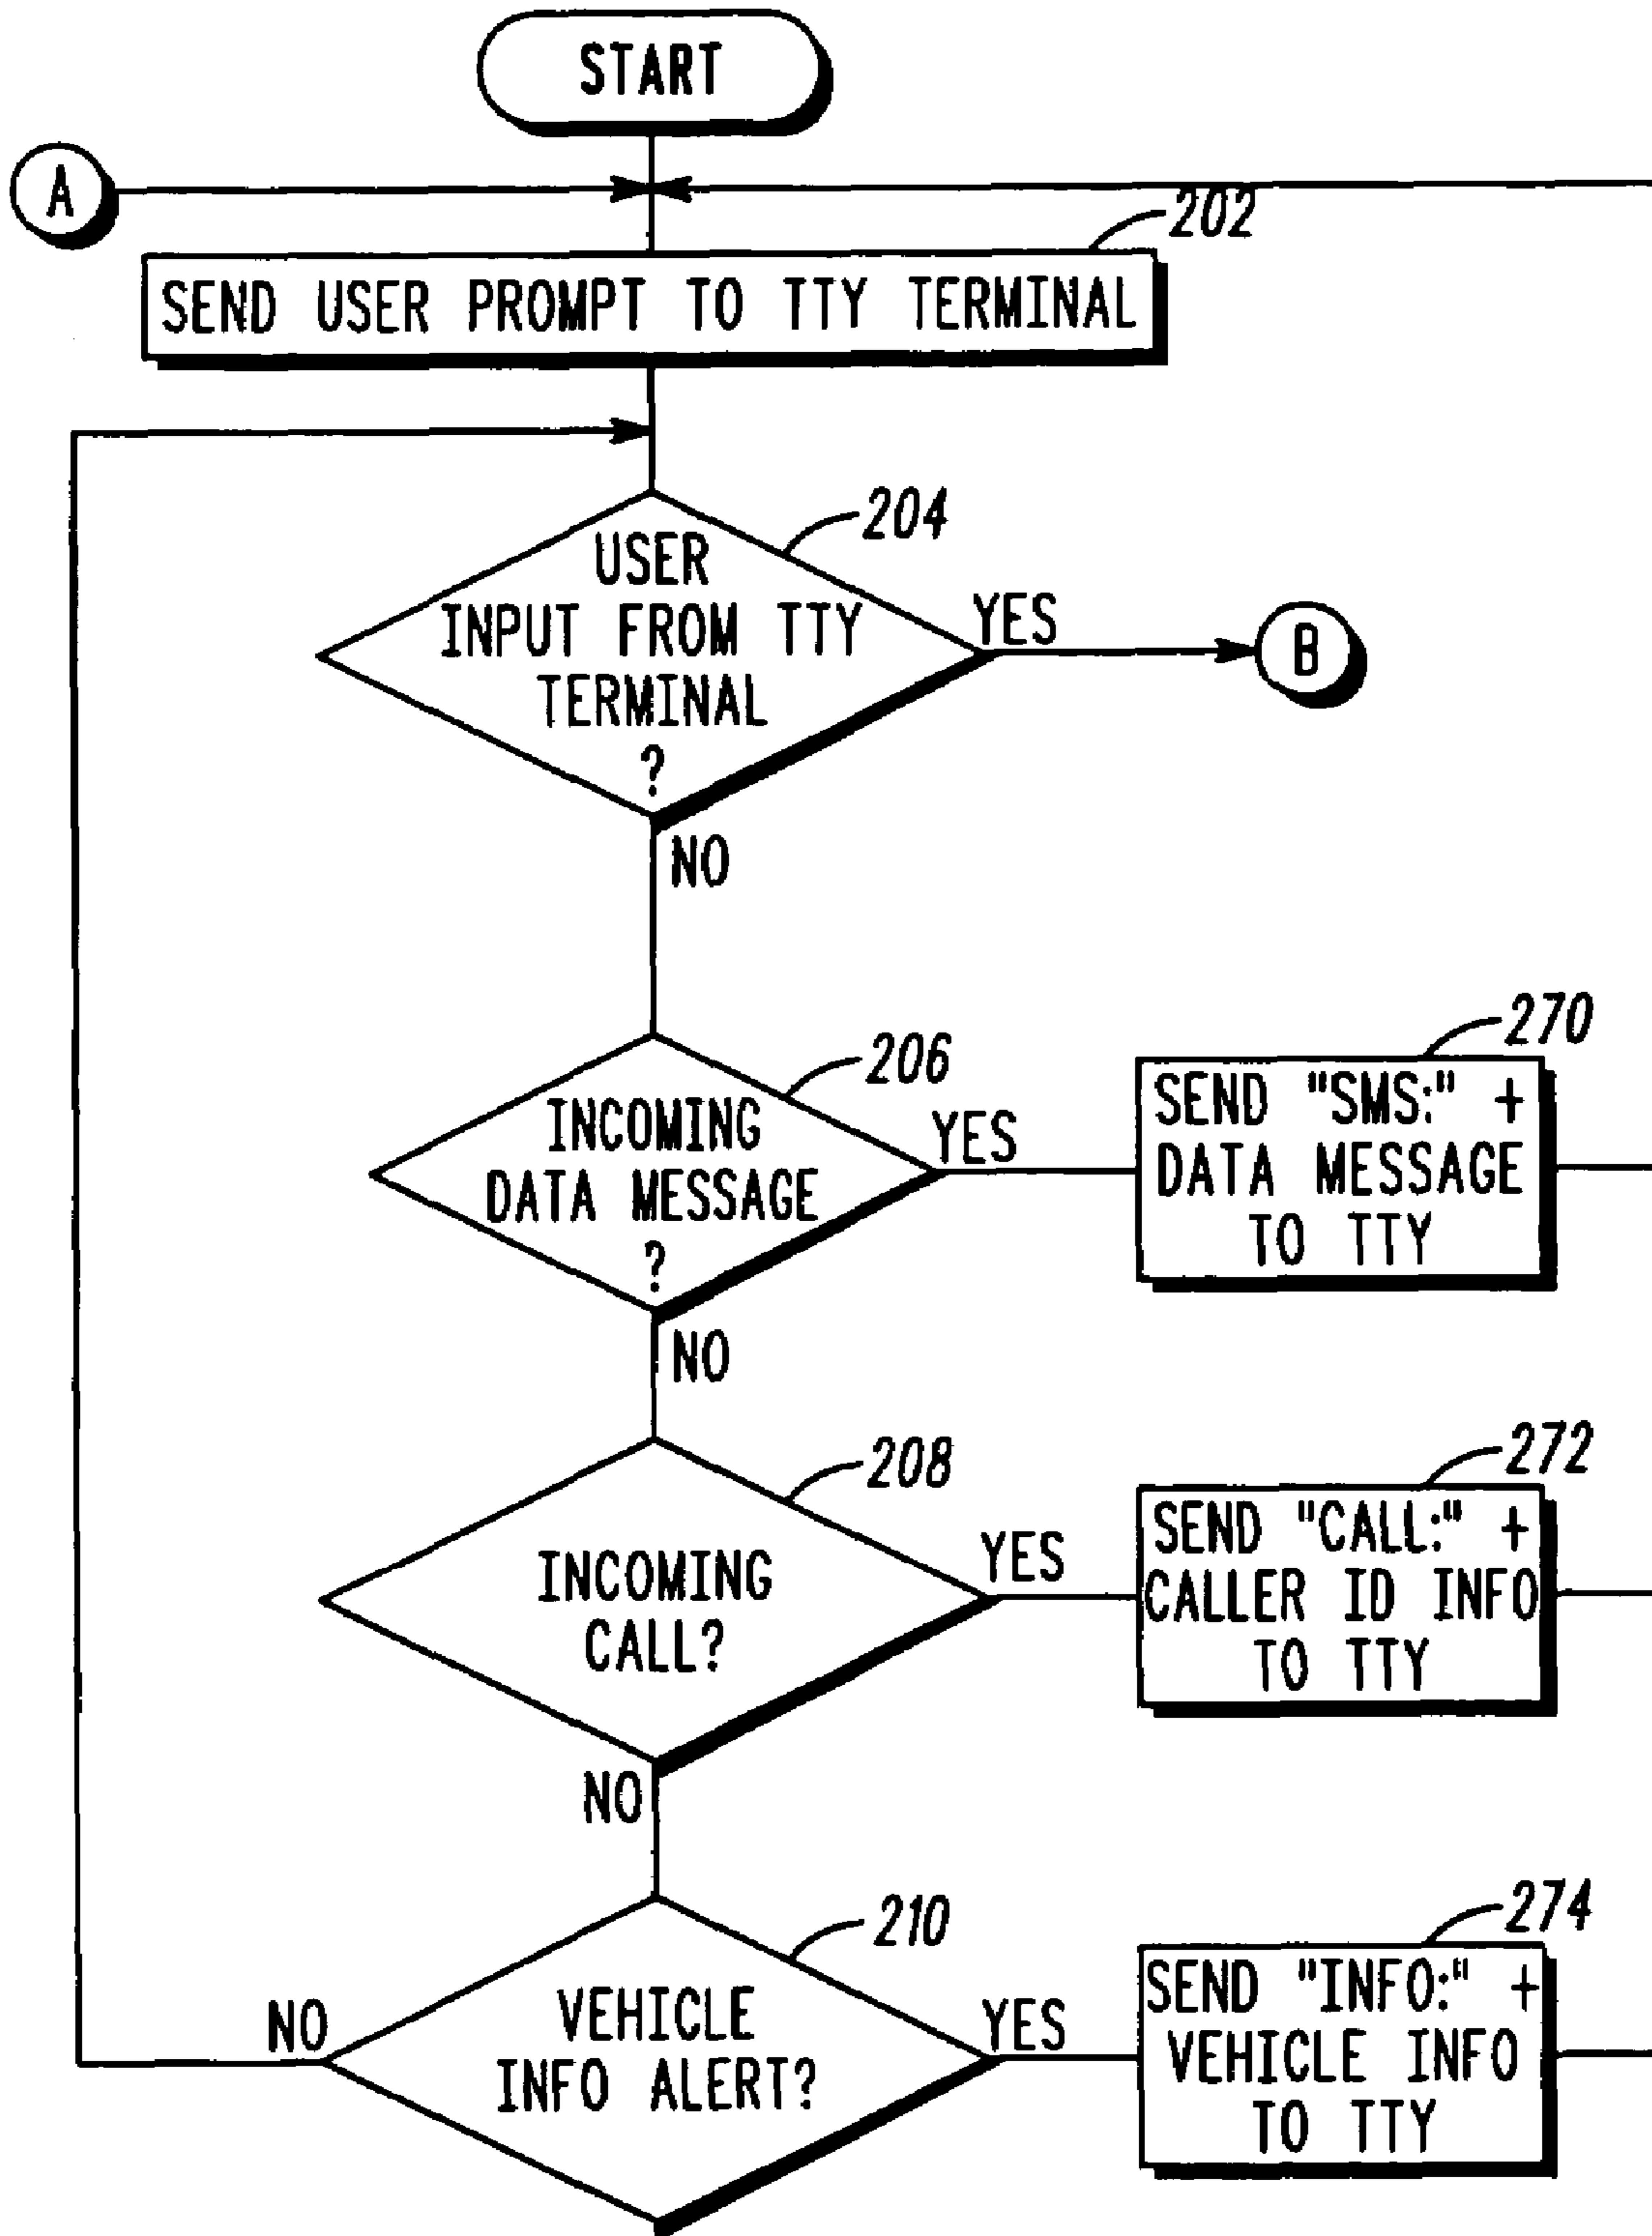 START
A
202
SEND USER PROMPT TO TTY TERMINAL
204
USER
INPUT FROM TTY
TERMINAL
?
YES
B
NO
206
INCOMING
DATA MESSAGE
?
YES
270
SEND "SMS:" +
DATA MESSAGE
TO TTY
NO
208
INCOMING
CALL?
YES
272
SEND "CALL:" +
CALLER ID INFO
TO TTY
NO
210
VEHICLE
INFO ALERT?
NO
YES
274
SEND "INFO:" +
VEHICLE INFO
TO TTY